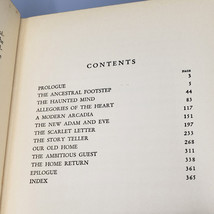 CONTENTS
PAGE
PROLOGUE 3
THE ANCESTRAL FOOTSTEP 5
THE HAUNTED MIND 44
ALLEGORIES OF THE HEART 83
A MODERN ARCADIA 117
THE NEW ADAM AND EVE 151
THE SCARLET LETTER 197
THE STORY TELLER 233
OUR OLD HOME 268
THE AMBITIOUS GUEST 311
THE HOME RETURN 338
EPILOGUE 361
INDEX 365